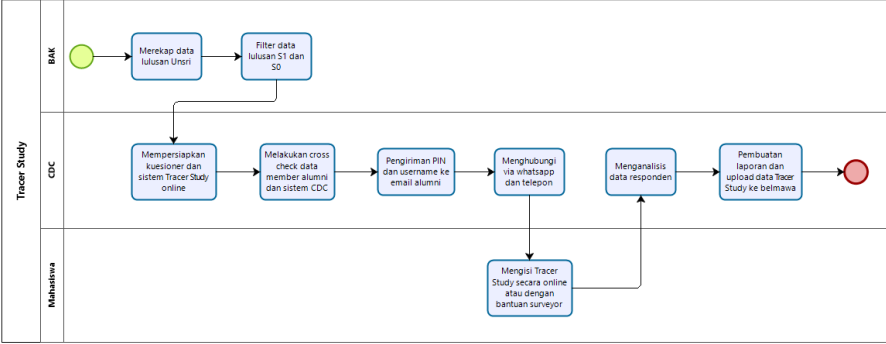 Tracer Study
BAK
Merekap data
lulusan Unsri
Filter data
lulusan S1 dan
S0
CDC
Mempersiapkan
kuesioner dan
sistem Tracer Study
online
Melakukan cross
check data
member alumni
dan sistem CDC
Pengiriman PIN
dan username ke
email alumni
Menghubungi
via whatsapp
dan telepon
Menganalisis
data responden
Pembuatan
laporan dan
upload data Tracer
Study ke belmawa
Mahasiswa
Mengisi Tracer
Study secara online
atau dengan
bantuan surveyor